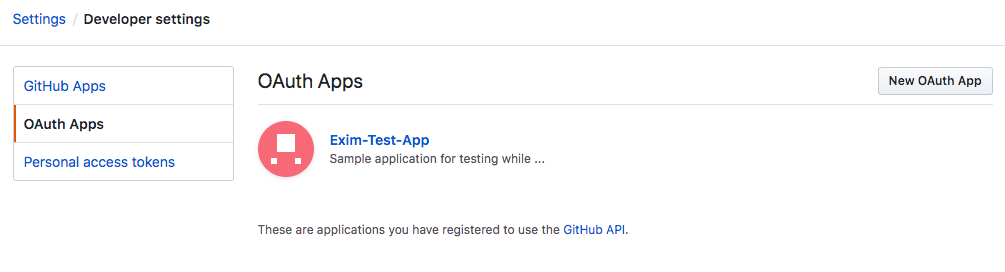 Settings / Developer settings
GitHub Apps
OAuth Apps
Personal access tokens
OAuth Apps
New OAuth App
Exim-Test-App
Sample application for testing while ...
These are applications you have registered to use the GitHub API.